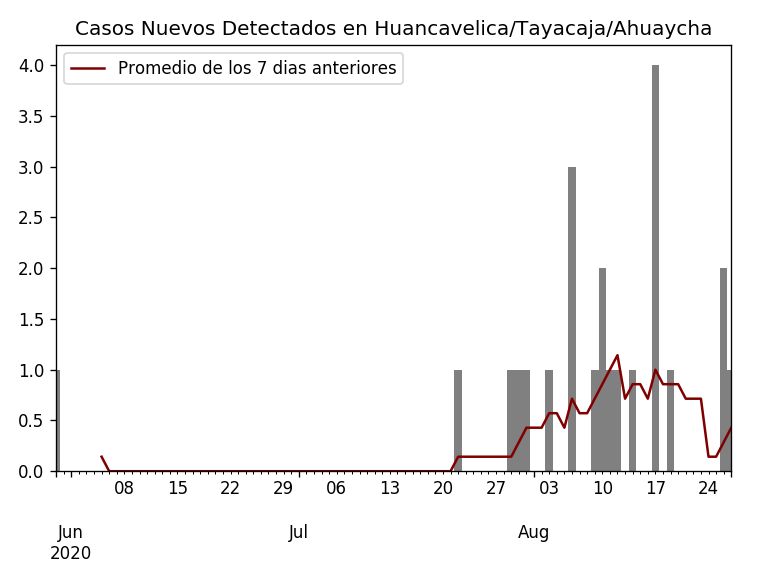 Casos Nuevos Detectados en Huancavelica/Tayacaja/Ahuaycha
Promedio de los 7 dias anteriores
4.0
3.5
3.0
2.5
2.0
1.5
1.0
0.5
0.0
08 15 22 29 06 13 20 27 03 10 17 24
Jun Jul Aug
2020